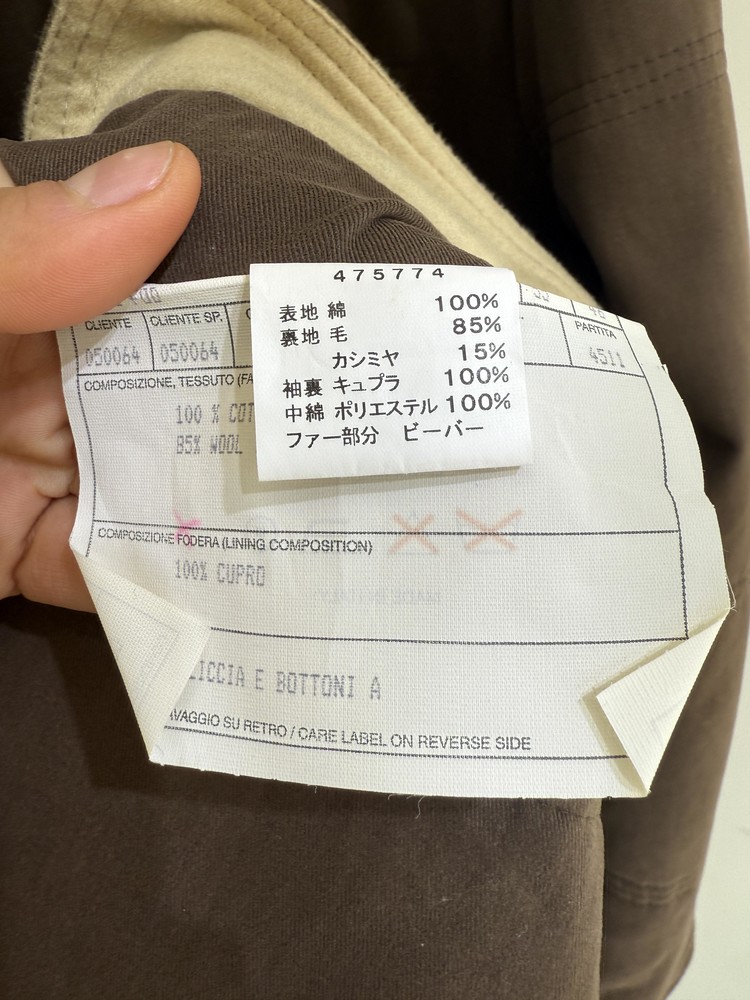 475774
表地 綿 100%
裏地 毛 85%
カシミヤ 15%
袖裏 キュプラ 100%
中綿 ポリエステル 100%
ファー部分 ビーバー
CLIENTE CLIENTE SP. PARTITA
050064 050064 4511
COMPOSIZIONE, TESSUTO
100 % COT
85% WOOL
COMPOSIZIONE FODERA (LINING COMPOSITION)
100% CUPRO
LICCIA E BOTTONI A
AVAGGIO SU RETRO / CARE LABEL ON REVERSE SIDE